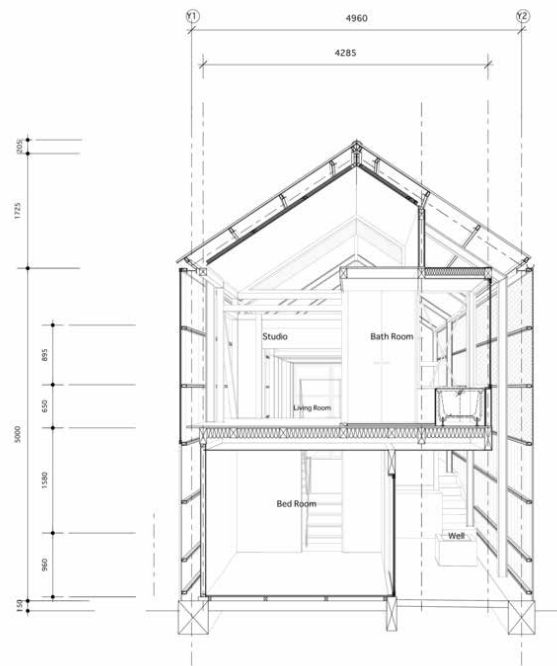 Y1
4960
Y2
4285
205
1725
Studio
Bath Room
895
650
Living Room
5000
1580
Bed Room
Well
960
150